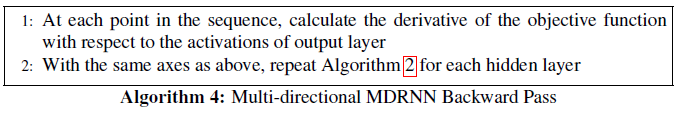 1: At each point in the sequence, calculate the derivative of the objective function
with respect to the activations of output layer
2: With the same axes as above, repeat Algorithm 2 for each hidden layer
Algorithm 4: Multi-directional MDRNN Backward Pass